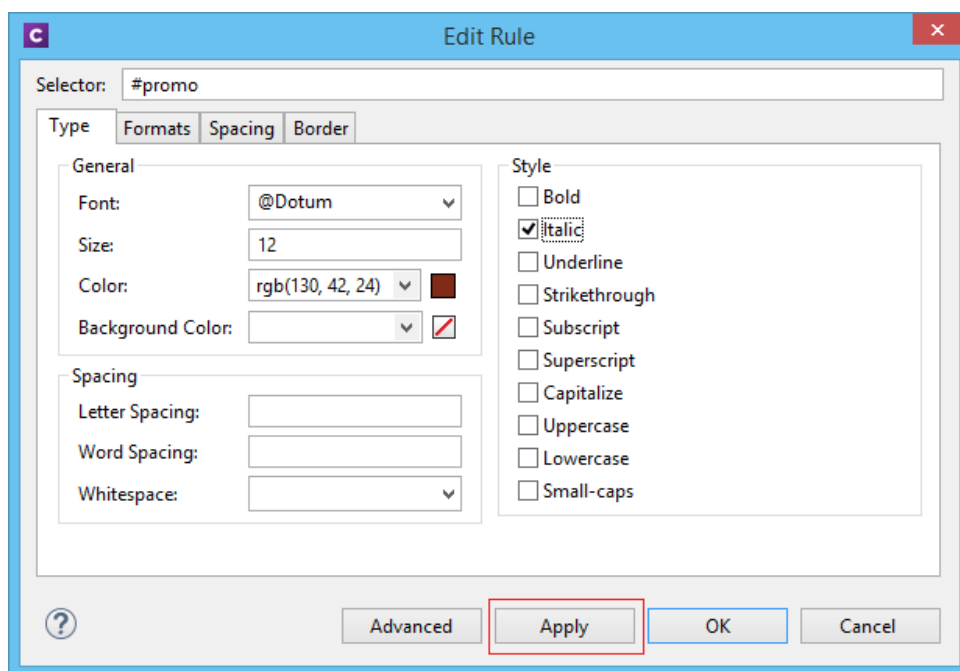 C
Edit Rule
Selector: #promo
Type Formats Spacing Border
General
Font: @Dotum
Size: 12
Color: rgb(130, 42, 24)
Background Color:
Spacing
Letter Spacing:
Word Spacing:
Whitespace:
Style
Bold
Italic
Underline
Strikethrough
Subscript
Superscript
Capitalize
Uppercase
Lowercase
Small-caps
? Advanced Apply OK Cancel